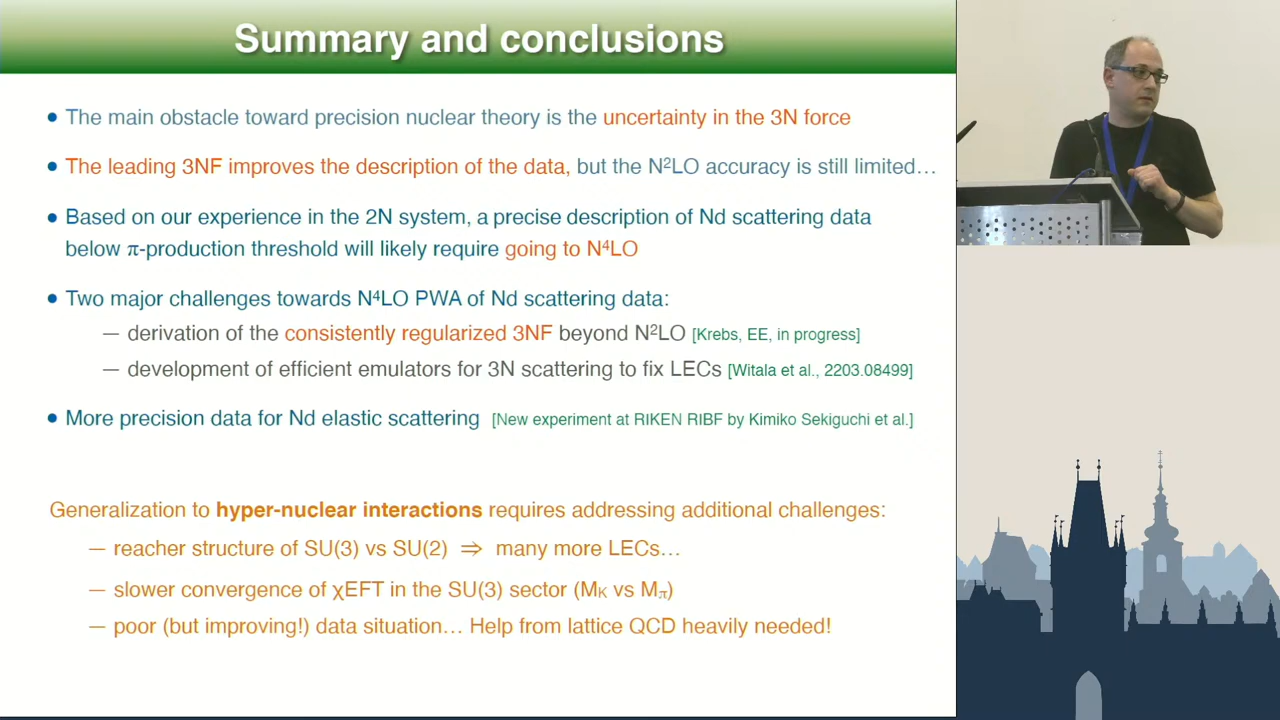 Summary and conclusions
• The main obstacle toward precision nuclear theory is the uncertainty in the 3N force
• The leading 3NF improves the description of the data, but the N²LO accuracy is still limited…
• Based on our experience in the 2N system, a precise description of Nd scattering data
below π-production threshold will likely require going to N⁴LO
• Two major challenges towards N⁴LO PWA of Nd scattering data:
— derivation of the consistently regularized 3NF beyond N²LO [Krebs, EE, in progress]
— development of efficient emulators for 3N scattering to fix LECs [Witala et al., 2203.08499]
• More precision data for Nd elastic scattering [New experiment at RIKEN RIBF by Kimiko Sekiguchi et al.]
Generalization to hyper-nuclear interactions requires addressing additional challenges:
— reacher structure of SU(3) vs SU(2) ⇒ many more LECs…
— slower convergence of χEFT in the SU(3) sector (Mᴋ vs Mπ)
— poor (but improving!) data situation… Help from lattice QCD heavily needed!